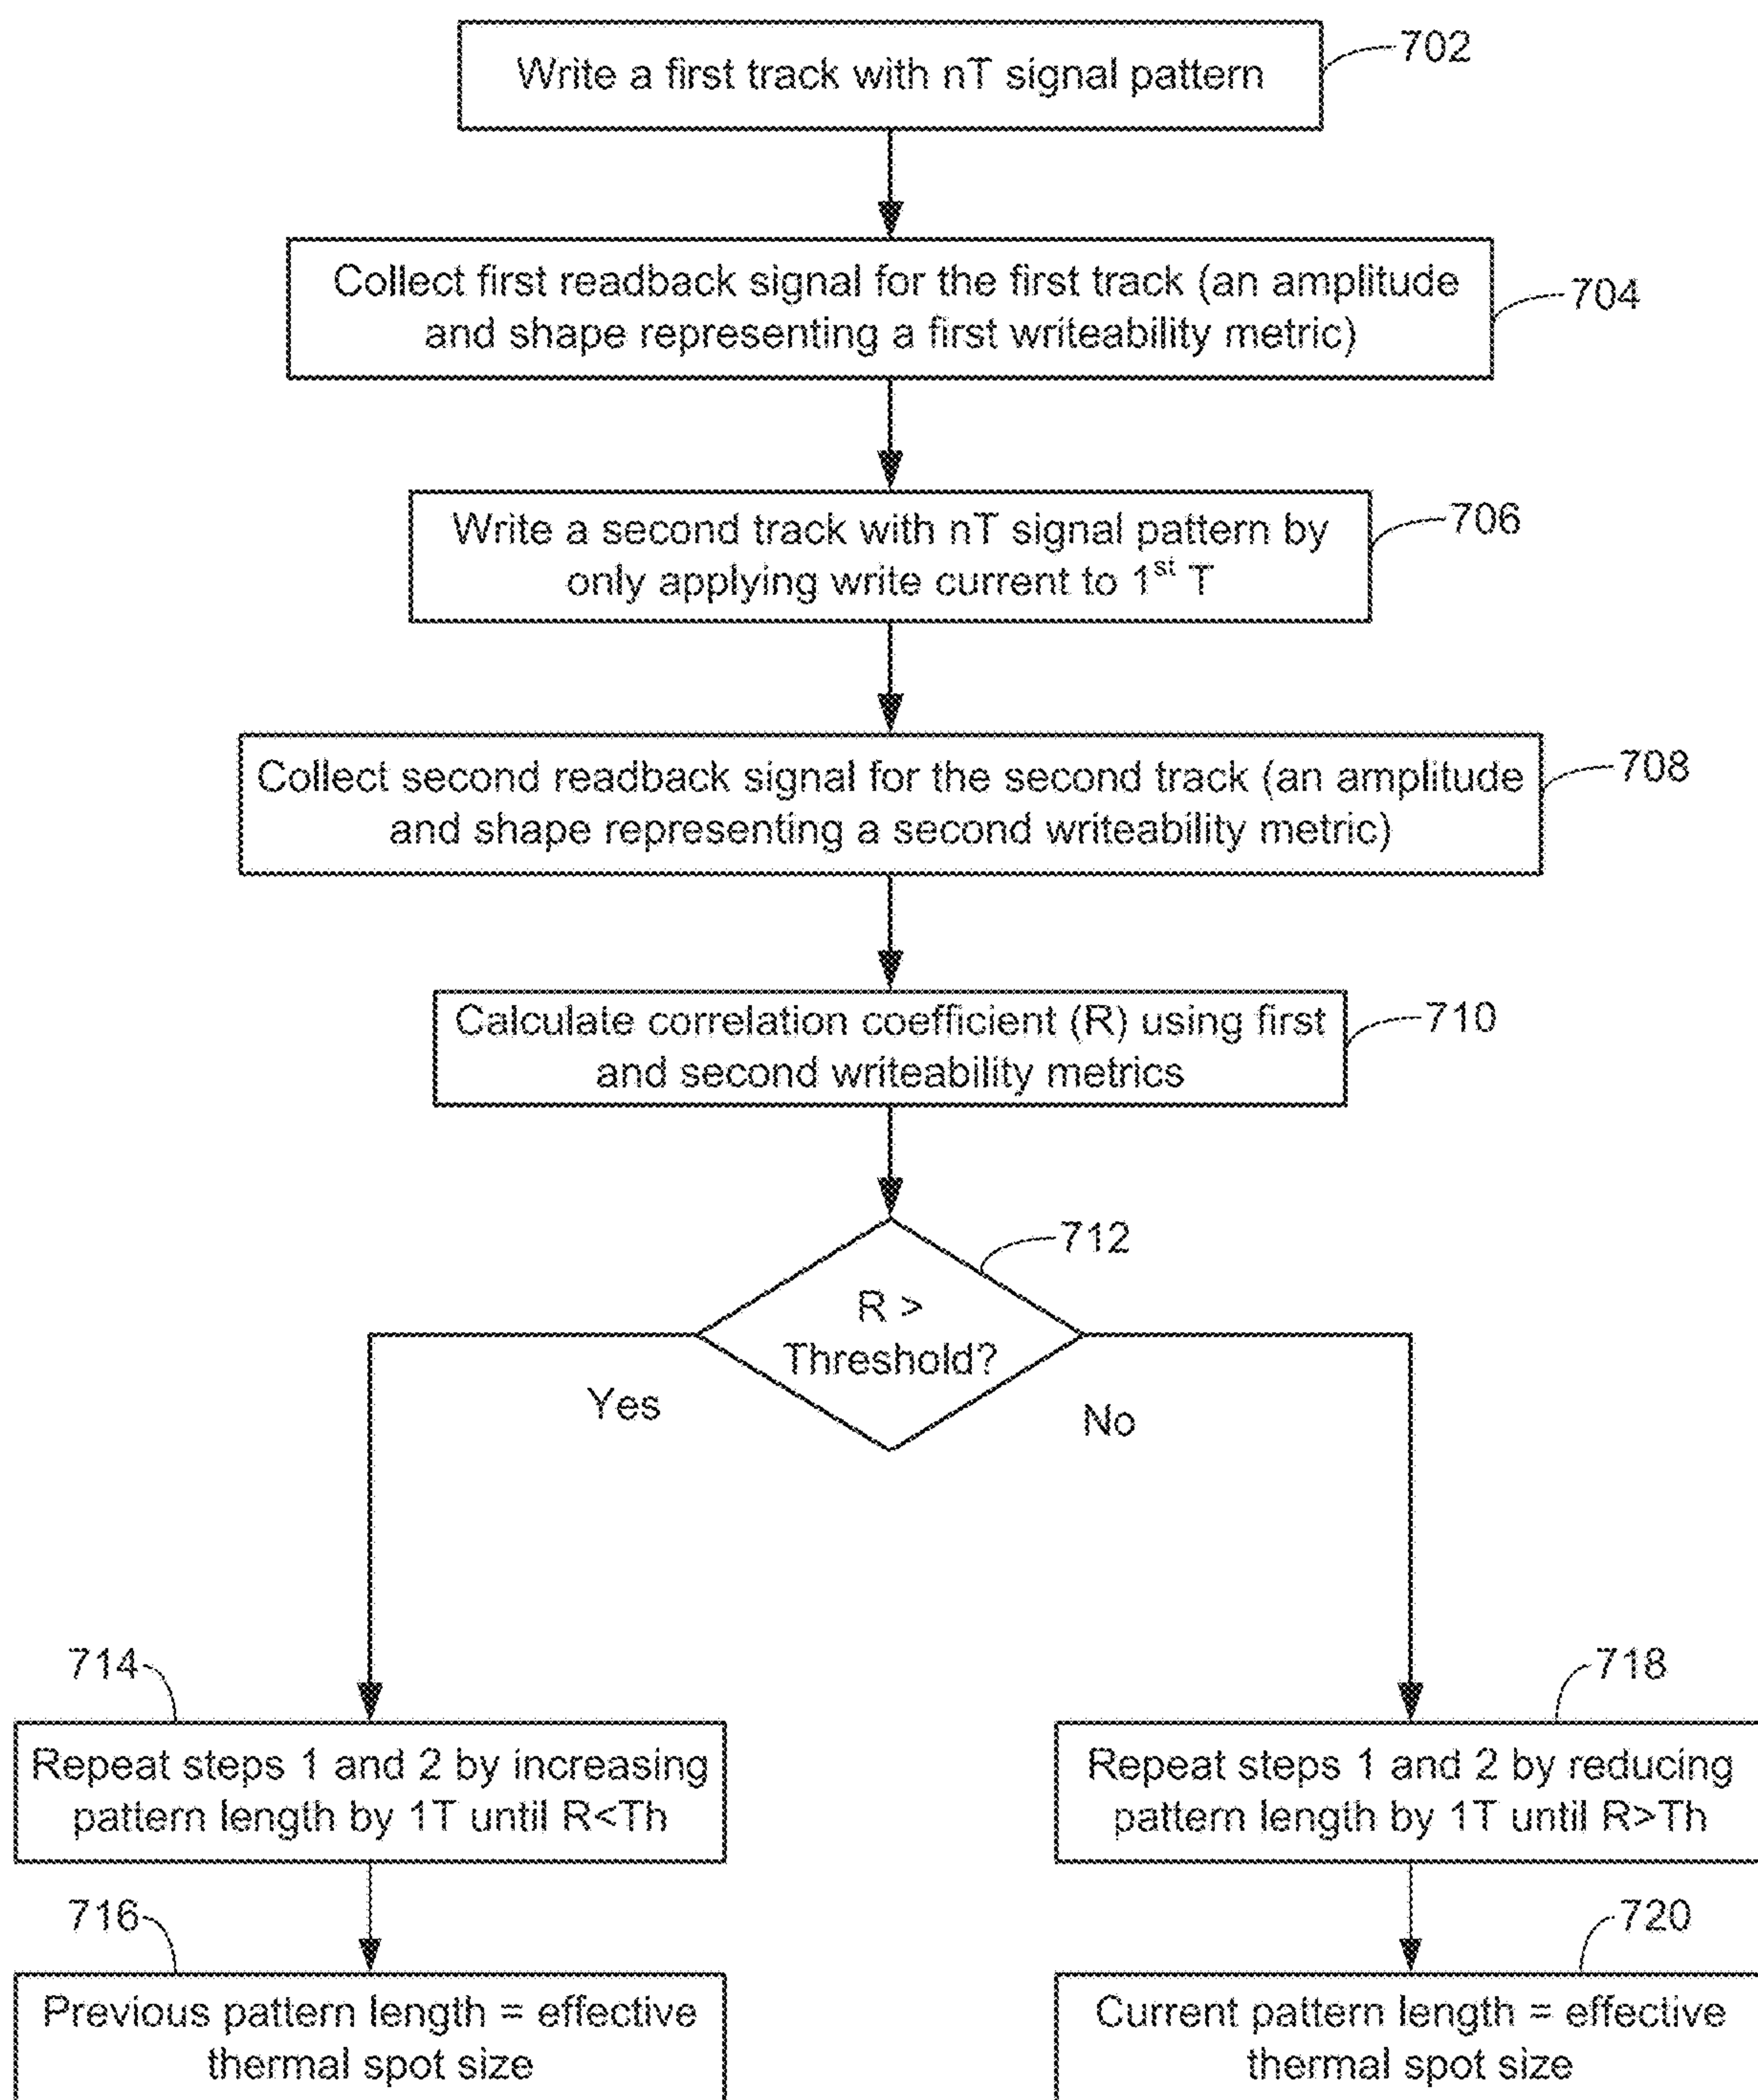 Write a first track with nT signal pattern
702
Collect first readback signal for the first track (an amplitude
and shape representing a first writeability metric)
704
Write a second track with nT signal pattern by
only applying write current to 1st T
706
Collect second readback signal for the second track (an amplitude
and shape representing a second writeability metric)
708
Calculate correlation coefficient (R) using first
and second writeability metrics
710
712
R >
Threshold?
Yes
No
714
Repeat steps 1 and 2 by increasing
pattern length by 1T until R<Th
718
Repeat steps 1 and 2 by reducing
pattern length by 1T until R>Th
716
Previous pattern length = effective
thermal spot size
720
Current pattern length = effective
thermal spot size